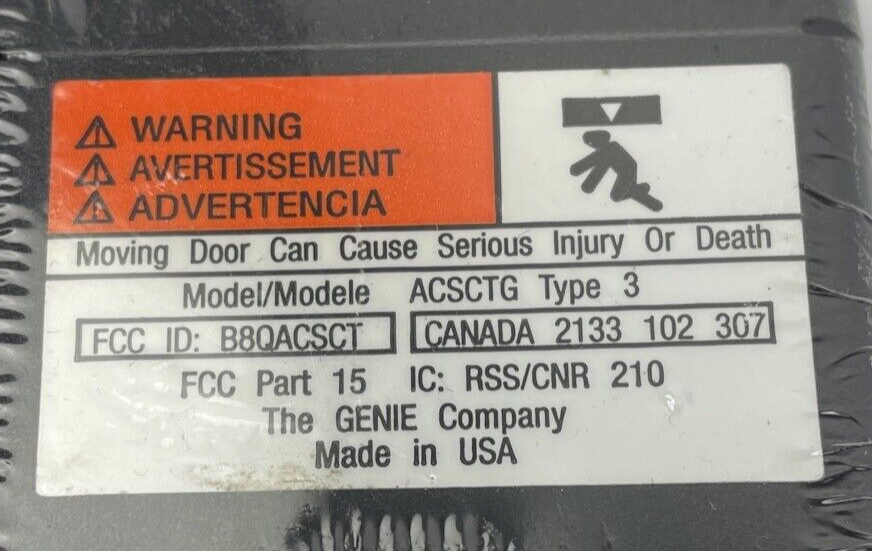 WARNING
AVERTISSEMENT
ADVERTENCIA
Moving Door Can Cause Serious Injury Or Death
Model/Modele ACSCTG Type 3
FCC ID: B8QACSCT CANADA 2133 102 307
FCC Part 15 IC: RSS/CNR 210
The GENIE Company
Made in USA